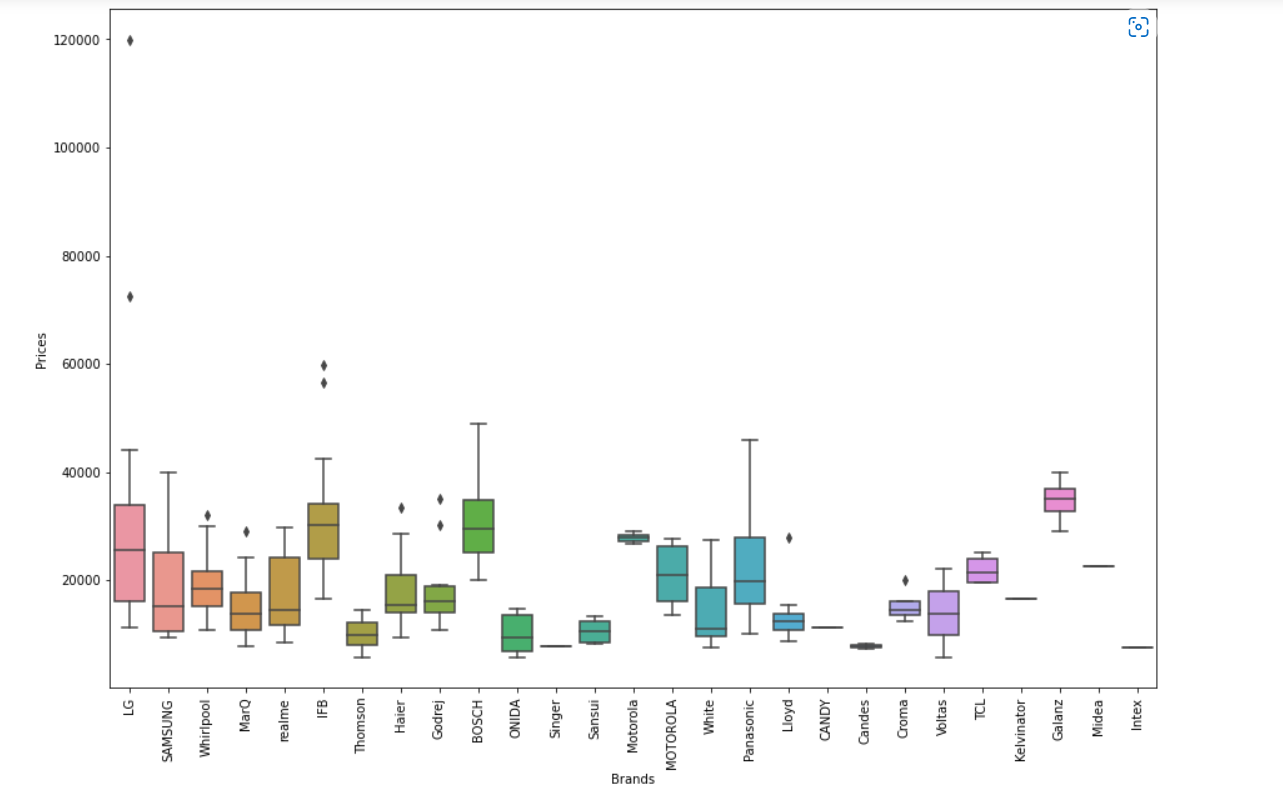 120000
100000
80000
60000
40000
20000
Prices
LG
SAMSUNG
Whirlpool
MarQ
realme
IFB
Thomson
Haier
Godrej
BOSCH
ONIDA
Singer
Sansui
Motorola
MOTOROLA
White
Panasonic
Lloyd
CANDY
Candes
Croma
Voltas
TCL
Kelvinator
Galanz
Midea
Intex
Brands